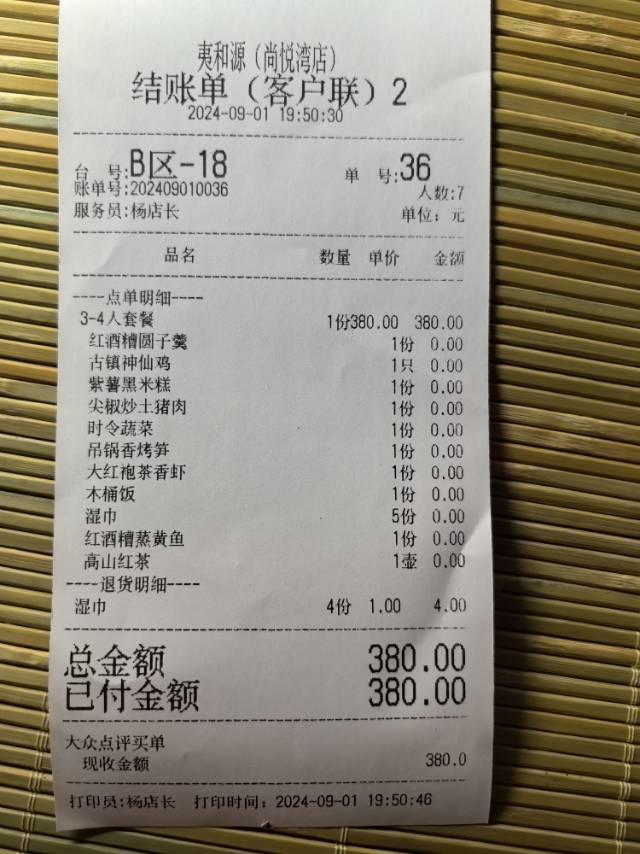 夷和源（尚悦湾店）
结账单（客户联）2
2024-09-01 19:50:30
台 号:B区-18 单 号:36
账单号:202409010036 人数:7
服务员:杨店长 单位：元
品名 数量 单价 金额
----点单明细----
3-4人套餐 1份380.00 380.00
红酒糟圆子羹 1份 0.00
古镇神仙鸡 1只 0.00
紫薯黑米糕 1份 0.00
尖椒炒土猪肉 1份 0.00
时令蔬菜 1份 0.00
吊锅香烤笋 1份 0.00
大红袍茶香虾 1份 0.00
木桶饭 1份 0.00
湿巾 5份 0.00
红酒糟蒸黄鱼 1份 0.00
高山红茶 1壶 0.00
----退货明细----
湿巾 4份 1.00 4.00
总金额 380.00
已付金额 380.00
大众点评买单
现收金额 380.0
打印员:杨店长 打印时间：2024-09-01 19:50:46